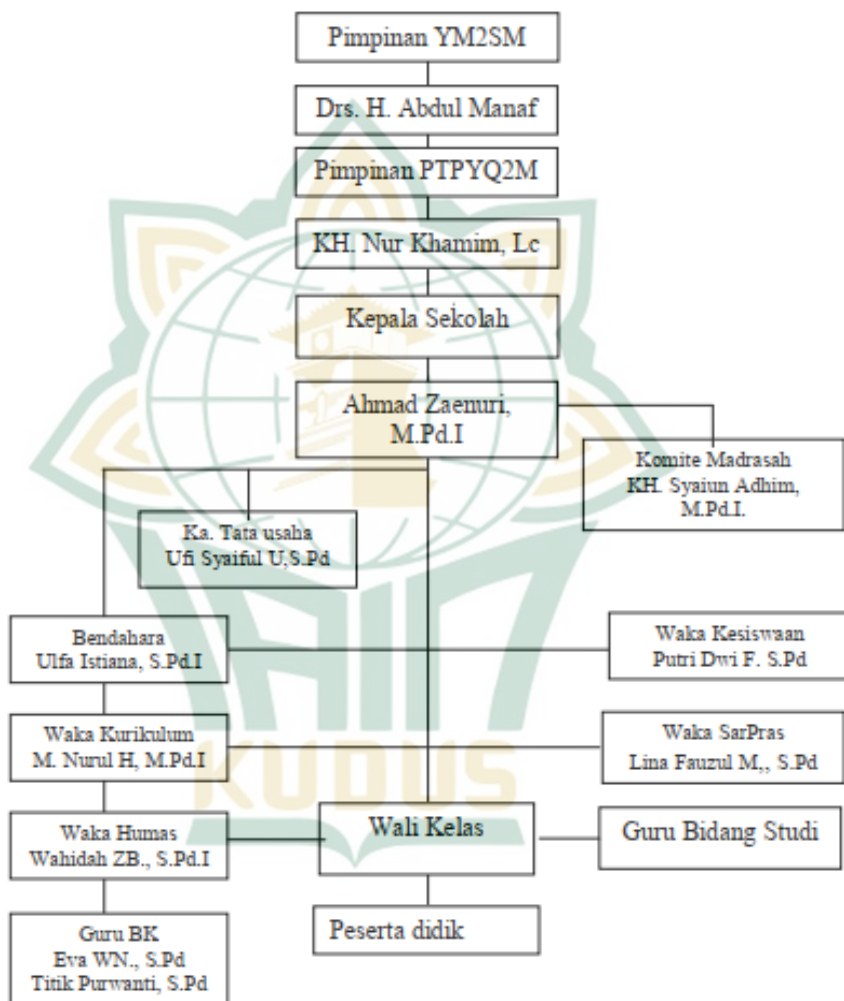 Pimpinan YM2SM
Drs. H. Abdul Manaf
Pimpinan PTPYQ2M
KH. Nur Khamim, Lc
Kepala Sekolah
Ahmad Zaenuri,
M.Pd.I
Komite Madrasah
KH. Syaiun Adhim,
M.Pd.I.
Ka. Tata usaha
Ufi Syaiful U,S.Pd
Bendahara
Ulfa Istiana, S.Pd.I
Waka Kesiswaan
Putri Dwi F. S.Pd
Waka Kurikulum
M. Nurul H, M.Pd.I
Waka SarPras
Lina Fauzul M,, S.Pd
Waka Humas
Wahidah ZB., S.Pd.I
Wali Kelas
Guru Bidang Studi
Guru BK
Eva WN., S.Pd
Titik Purwanti, S.Pd
Peserta didik
IAIN
KUDUS